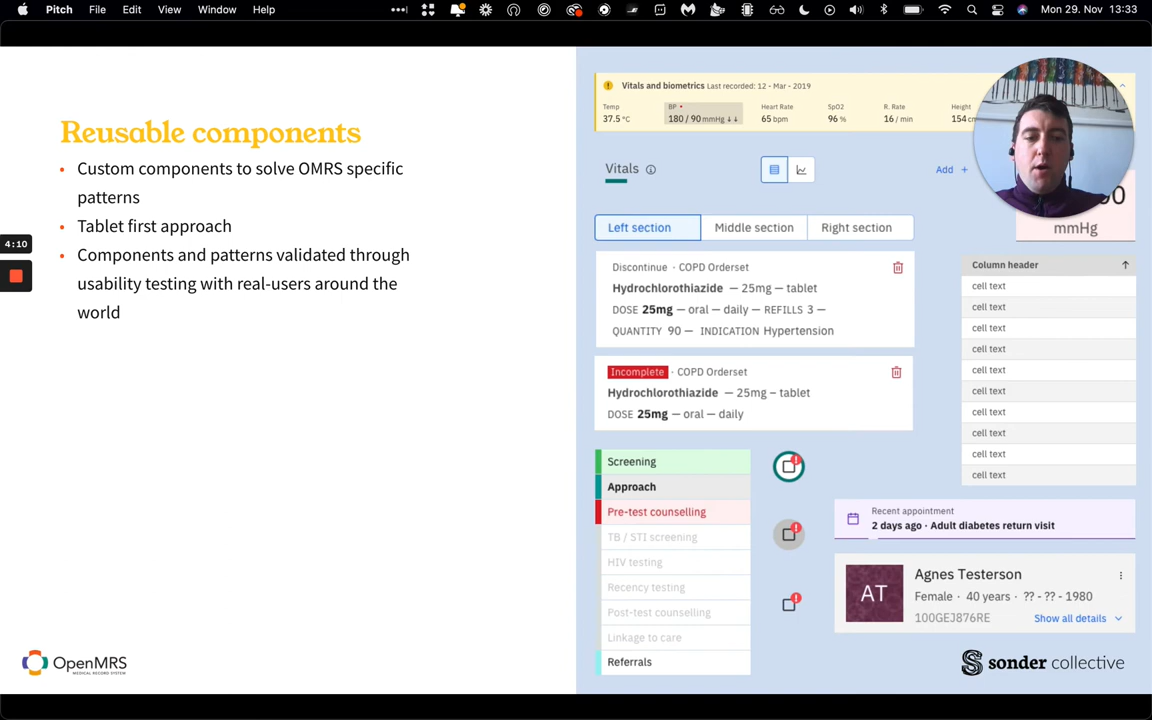 Pitch File Edit View Window Help Mon 29. Nov 13:33
Reusable components
• Custom components to solve OMRS specific
patterns
• Tablet first approach
• Components and patterns validated through
usability testing with real-users around the
world
4:10
OpenMRS
MEDICAL RECORD SYSTEM
Vitals and biometrics Last recorded: 12 - Mar - 2019
Temp BP Heart Rate SpO2 R. Rate Height
37.5 °C 180 / 90 mmHg ↓↓ 65 bpm 96 % 16 / min 154 cm
Vitals
Add +
mmHg
Left section Middle section Right section
Discontinue · COPD Orderset
Hydrochlorothiazide — 25mg — tablet
DOSE 25mg — oral — daily — REFILLS 3 —
QUANTITY 90 — INDICATION Hypertension
Incomplete · COPD Orderset
Hydrochlorothiazide — 25mg – tablet
DOSE 25mg — oral — daily
Column header ↑
cell text
cell text
cell text
cell text
cell text
cell text
cell text
cell text
cell text
cell text
Screening
Approach
Pre-test counselling
TB / STI screening
HIV testing
Recency testing
Post-test counselling
Linkage to care
Referrals
Recent appointment
2 days ago · Adult diabetes return visit
AT
Agnes Testerson
Female · 40 years · ?? - ?? - 1980
100GEJ876RE Show all details
sonder collective